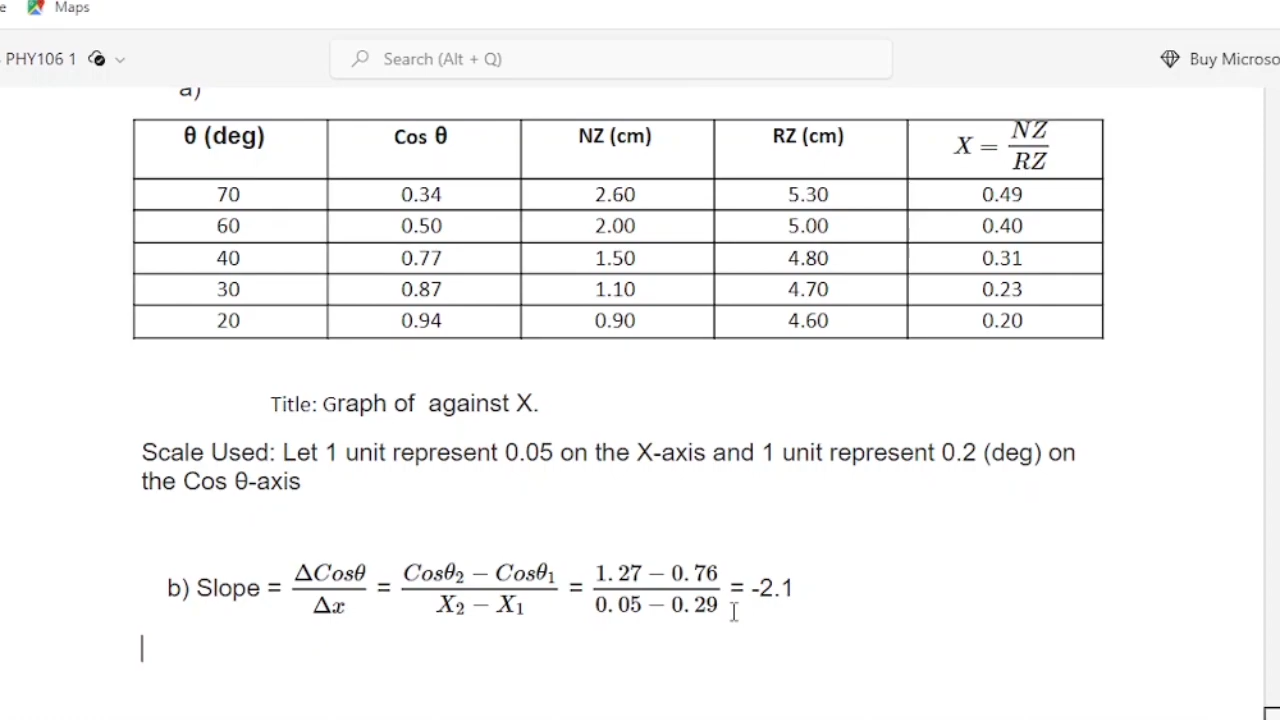 e Maps
PHY106 1 Search (Alt + Q) Buy Microso
a)
θ (deg) Cos θ NZ (cm) RZ (cm) X = NZ/RZ
70 0.34 2.60 5.30 0.49
60 0.50 2.00 5.00 0.40
40 0.77 1.50 4.80 0.31
30 0.87 1.10 4.70 0.23
20 0.94 0.90 4.60 0.20
Title: Graph of against X.
Scale Used: Let 1 unit represent 0.05 on the X-axis and 1 unit represent 0.2 (deg) on
the Cos θ-axis
b) Slope = ΔCosθ/Δx = Cosθ₂ − Cosθ₁/X₂ − X₁ = 1.27 − 0.76/0.05 − 0.29 = -2.1